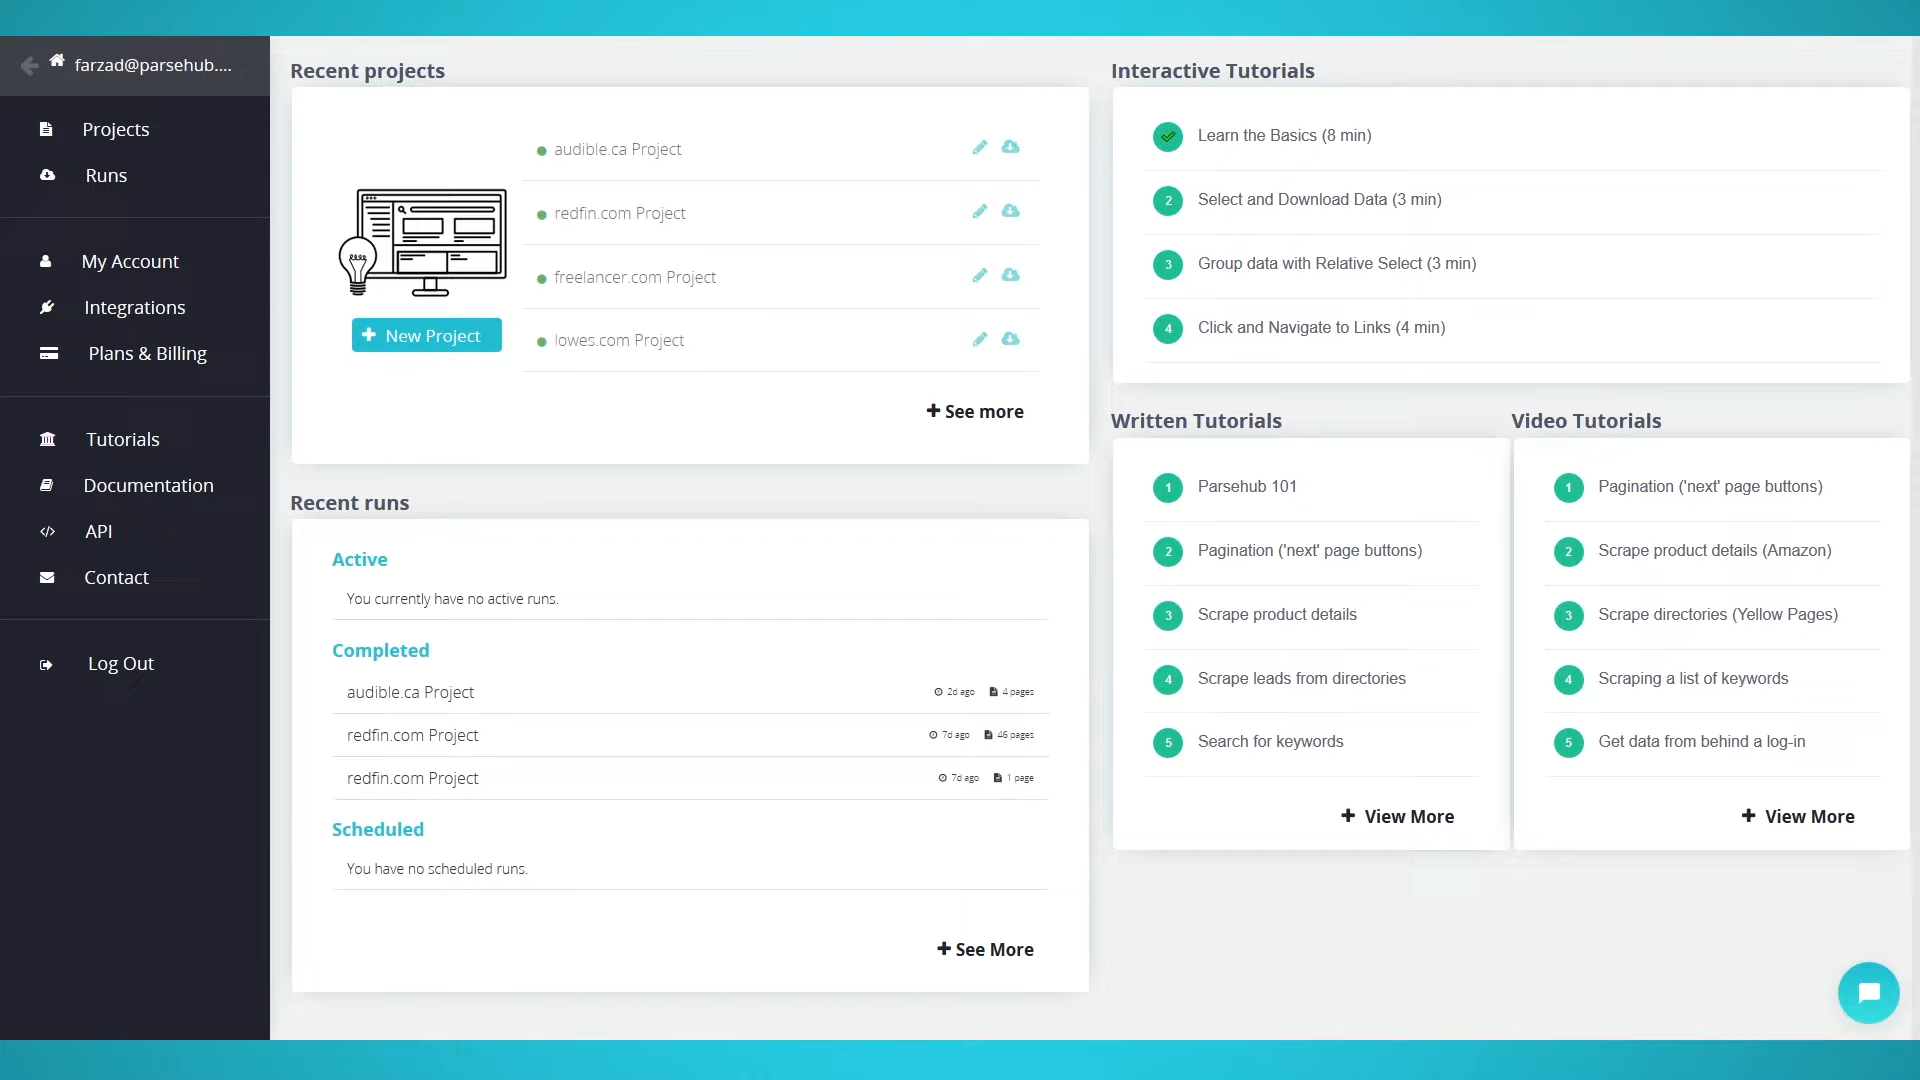 farzad@parsehub....
Projects
Runs
My Account
Integrations
Plans & Billing
Tutorials
Documentation
API
Contact
Log Out
Recent projects
audible.ca Project
redfin.com Project
freelancer.com Project
lowes.com Project
New Project
See more
Recent runs
Active
You currently have no active runs.
Completed
audible.ca Project 2d ago 4 pages
redfin.com Project 7d ago 46 pages
redfin.com Project 7d ago 1 page
Scheduled
You have no scheduled runs.
See More
Interactive Tutorials
Learn the Basics (8 min)
2 Select and Download Data (3 min)
3 Group data with Relative Select (3 min)
4 Click and Navigate to Links (4 min)
Written Tutorials
1 Parsehub 101
2 Pagination ('next' page buttons)
3 Scrape product details
4 Scrape leads from directories
5 Search for keywords
View More
Video Tutorials
1 Pagination ('next' page buttons)
2 Scrape product details (Amazon)
3 Scrape directories (Yellow Pages)
4 Scraping a list of keywords
5 Get data from behind a log-in
View More